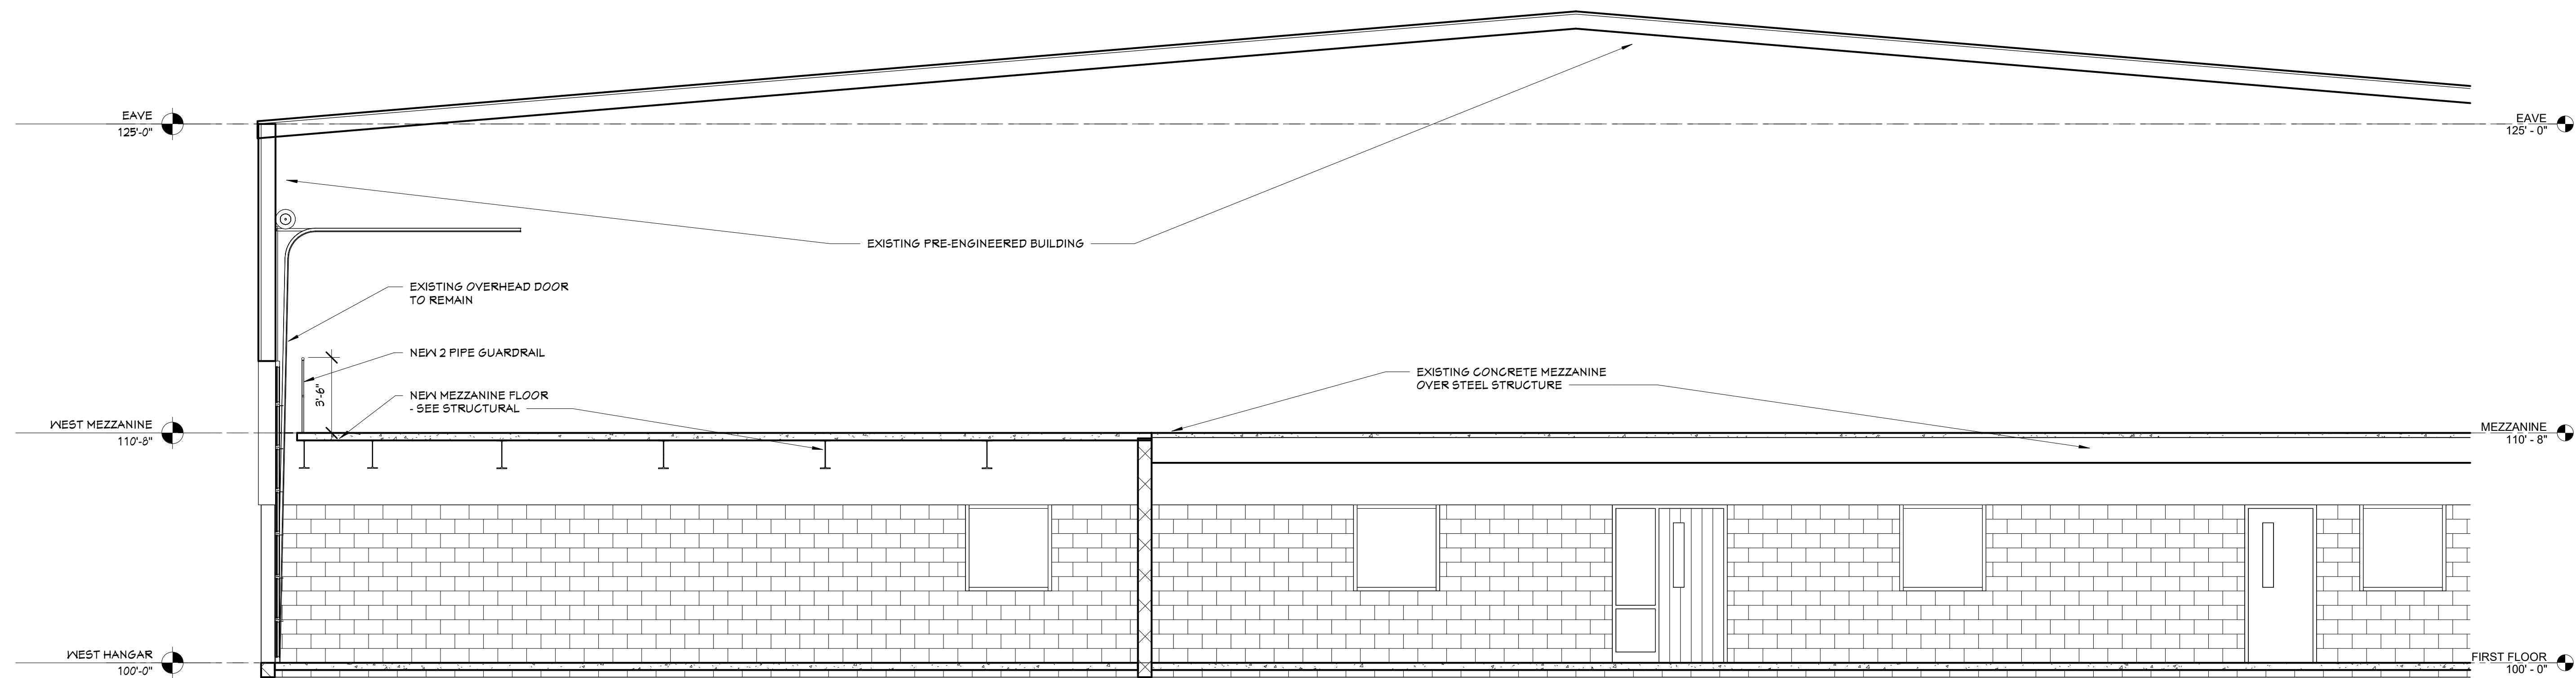 EAVE
125'-0"
EAVE
125' - 0"
EXISTING PRE-ENGINEERED BUILDING
EXISTING OVERHEAD DOOR
TO REMAIN
NEW 2 PIPE GUARDRAIL
3'-6"
NEW MEZZANINE FLOOR
- SEE STRUCTURAL
EXISTING CONCRETE MEZZANINE
OVER STEEL STRUCTURE
WEST MEZZANINE
110'-8"
MEZZANINE
110' - 8"
WEST HANGAR
100'-0"
FIRST FLOOR
100' - 0"